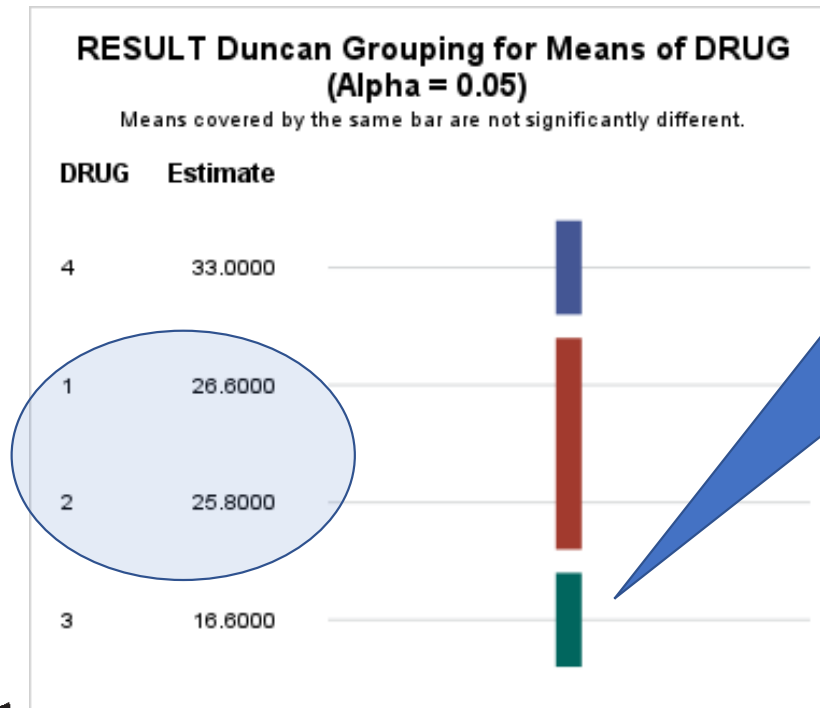 RESULT Duncan Grouping for Means of DRUG
(Alpha = 0.05)
Means covered by the same bar are not significantly different.
DRUG Estimate
4 33.0000
1 26.6000
2 25.8000
3 16.6000